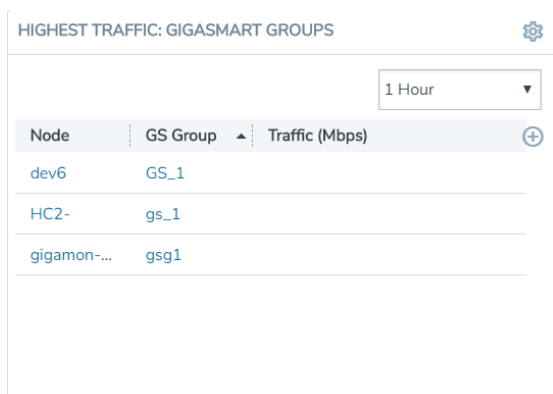 HIGHEST TRAFFIC: GIGASMART GROUPS
1 Hour
Node GS Group Traffic (Mbps)
dev6 GS_1
HC2- gs_1
gigamon-... gsg1